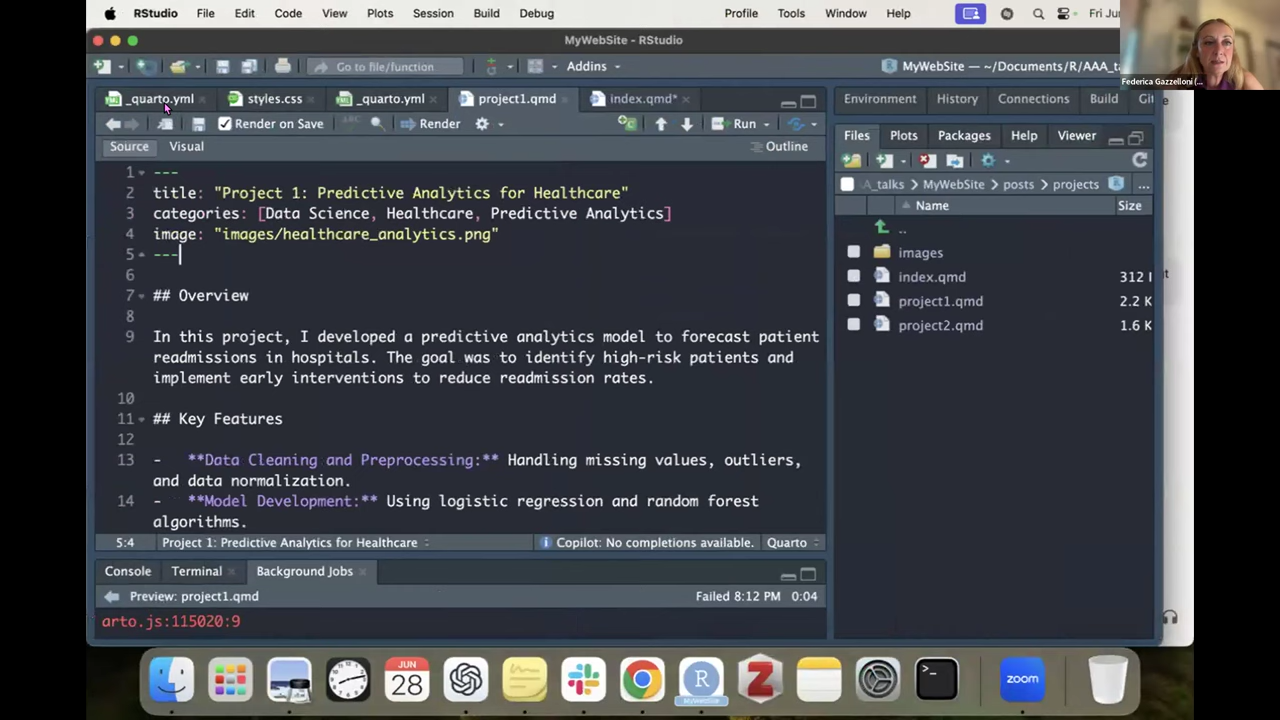 RStudio File Edit Code View Plots Session Build Debug Profile Tools Window Help Fri Jun
MyWebSite - RStudio
Federica Gazzelloni (...
Go to file/function Addins MyWebSite — ~/Documents/R/AAA_ta
_quarto.yml styles.css _quarto.yml project1.qmd index.qmd*
Render on Save ABC Render Run
Source Visual Outline
1 ---
2 title: "Project 1: Predictive Analytics for Healthcare"
3 categories: [Data Science, Healthcare, Predictive Analytics]
4 image: "images/healthcare_analytics.png"
5 ---
6
7 ## Overview
8
9 In this project, I developed a predictive analytics model to forecast patient
readmissions in hospitals. The goal was to identify high-risk patients and
implement early interventions to reduce readmission rates.
10
11 ## Key Features
12
13 - **Data Cleaning and Preprocessing:** Handling missing values, outliers,
and data normalization.
14 - **Model Development:** Using logistic regression and random forest
algorithms.
5:4 Project 1: Predictive Analytics for Healthcare Copilot: No completions available. Quarto
Console Terminal Background Jobs
Preview: project1.qmd Failed 8:12 PM 0:04
arto.js:115020:9
Environment History Connections Build Git
Files Plots Packages Help Viewer
A_talks MyWebSite posts projects ...
Name Size
..
images
index.qmd 312
project1.qmd 2.2 K
project2.qmd 1.6 K
JUN
28
R
MyWebSite
Z
zoom